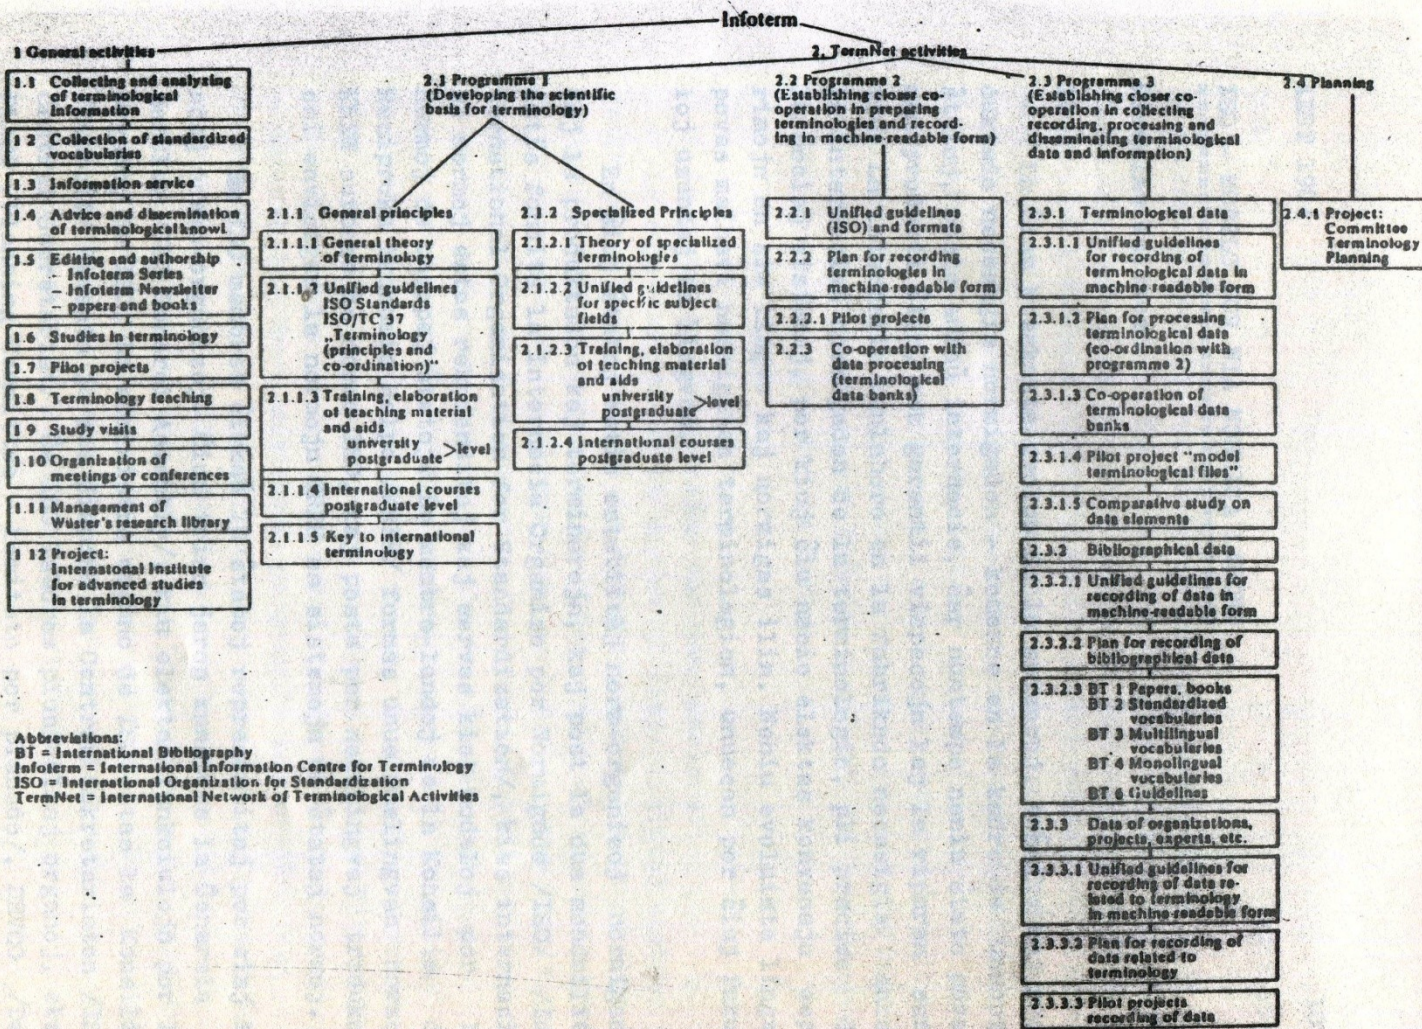 Infoterm
1 General activities
1.1 Collecting and analyzing
of terminological
information
1 2 Collection of standardized
vocabularies
1.3 Information service
1.4 Advice and dissemination
of terminological knowl.
1.5 Editing and authorship
- Infoterm Series
- Infoterm Newsletter
- papers and books
1.6 Studies in terminology
1.7 Pilot projects
1.8 Terminology teaching
1 9 Study visits
1.10 Organization of
meetings or conferences
1.11 Management of
Wüster's research library
1 12 Project:
International Institute
for advanced studies
in terminology
2. TermNet activities
2.1 Programme 1
(Developing the scientific
basis for terminology)
2.1.1 General principles
2.1.1.1 General theory
of terminology
2.1.1.2 Unified guidelines
ISO Standards
ISO/TC 37
„Terminology
(principles and
co-ordination)"
2.1.1.3 Training, elaboration
of teaching material
and aids
university
postgraduate >level
2.1.1.4 International courses
postgraduate level
2.1.1.5 Key to international
terminology
2.1.2 Specialized Principles
2.1.2.1 Theory of specialized
terminologies
2.1.2.2 Unified guidelines
for specific subject
fields
2.1.2.3 Training, elaboration
of teaching material
and aids
university
postgraduate >level
2.1.2.4 International courses
postgraduate level
2.2 Programme 2
(Establishing closer co-
operation in preparing
terminologies and record-
ing in machine-readable form)
2.2.1 Unified guidelines
(ISO) and formats
2.2.2 Plan for recording
terminologies in
machine-readable form
2.2.2.1 Pilot projects
2.2.3 Co-operation with
data processing
(terminological
data banks)
2.3 Programme 3
(Establishing closer co-
operation in collecting
recording, processing and
disseminating terminological
data and information)
2.3.1 Terminological data
2.3.1.1 Unified guidelines
for recording of
terminological data in
machine-readable form
2.3.1.2 Plan for processing
terminological data
(co-ordination with
programme 2)
2.3.1.3 Co-operation of
terminological data
banks
2.3.1.4 Pilot project "model
terminological files"
2.3.1.5 Comparative study on
data elements
2.3.2 Bibliographical data
2.3.2.1 Unified guidelines for
recording of data in
machine-readable form
2.3.2.2 Plan for recording of
bibliographical data
2.3.2.3 BT 1 Papers, books
BT 2 Standardized
vocabularies
BT 3 Multilingual
vocabularies
BT 4 Monolingual
vocabularies
BT 6 Guidelines
2.3.3 Data of organizations,
projects, experts, etc.
2.3.3.1 Unified guidelines for
recording of data re-
lated to terminology
in machine-readable form
2.3.3.2 Plan for recording of
data related to
terminology
2.3.3.3 Pilot projects
recording of data
2.4 Planning
2.4.1 Project:
Committee
Terminology
Planning
Abbreviations:
BT = International Bibliography
Infoterm = International Information Centre for Terminology
ISO = International Organization for Standardization
TermNet = International Network of Terminological Activities